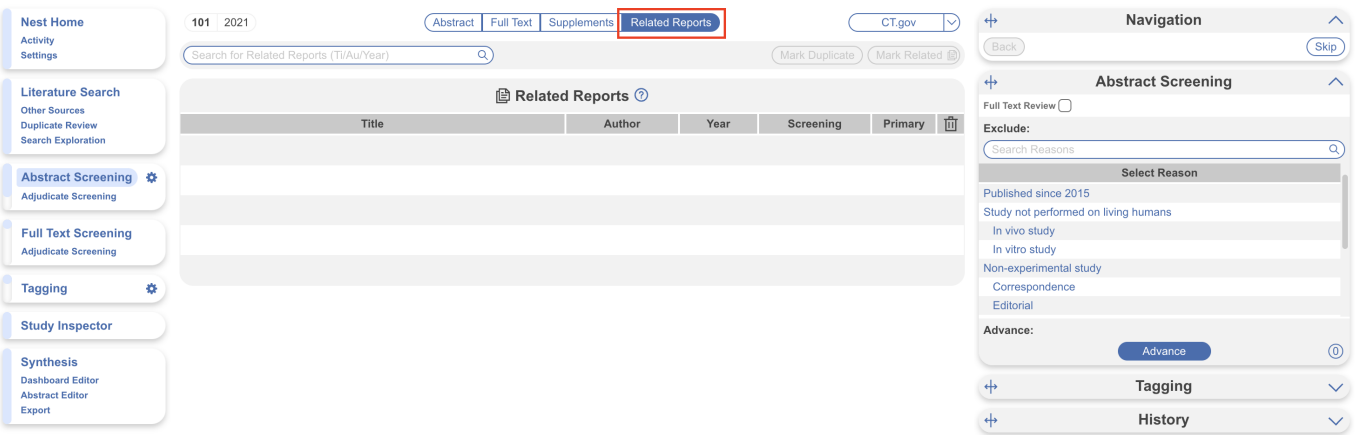 Nest Home
Activity
Settings
Literature Search
Other Sources
Duplicate Review
Search Exploration
Abstract Screening
Adjudicate Screening
Full Text Screening
Adjudicate Screening
Tagging
Study Inspector
Synthesis
Dashboard Editor
Abstract Editor
Export
101 2021 Abstract Full Text Supplements Related Reports CT.gov
Search for Related Reports (Ti/Au/Year) Mark Duplicate Mark Related
Related Reports ?
Title Author Year Screening Primary
Navigation
Back Skip
Abstract Screening
Full Text Review
Exclude:
Search Reasons
Select Reason
Published since 2015
Study not performed on living humans
In vivo study
In vitro study
Non-experimental study
Correspondence
Editorial
Advance:
Advance 0
Tagging
History